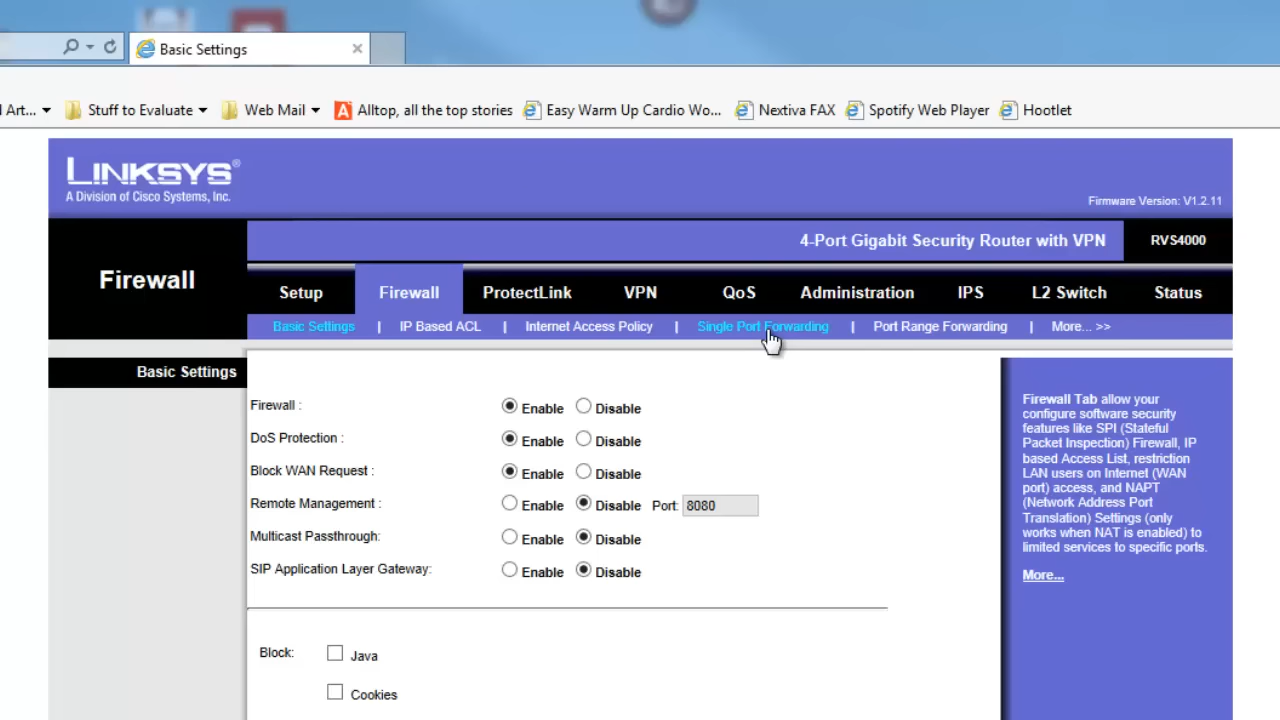 Basic Settings
Art...
Stuff to Evaluate
Web Mail
Alltop, all the top stories
Easy Warm Up Cardio Wo...
Nextiva FAX
Spotify Web Player
Hootlet
LINKSYS®
A Division of Cisco Systems, Inc.
Firmware Version: V1.2.11
4-Port Gigabit Security Router with VPN
RVS4000
Firewall
Setup
Firewall
ProtectLink
VPN
QoS
Administration
IPS
L2 Switch
Status
Basic Settings | IP Based ACL | Internet Access Policy | Single Port Forwarding | Port Range Forwarding | More... >>
Basic Settings
Firewall : Enable Disable
DoS Protection : Enable Disable
Block WAN Request : Enable Disable
Remote Management : Enable Disable Port: 8080
Multicast Passthrough: Enable Disable
SIP Application Layer Gateway: Enable Disable
Block: Java
Cookies
Firewall Tab allow your
configure software security
features like SPI (Stateful
Packet Inspection) Firewall, IP
based Access List, restriction
LAN users on Internet (WAN
port) access, and NAPT
(Network Address Port
Translation) Settings (only
works when NAT is enabled) to
limited services to specific ports.
More...